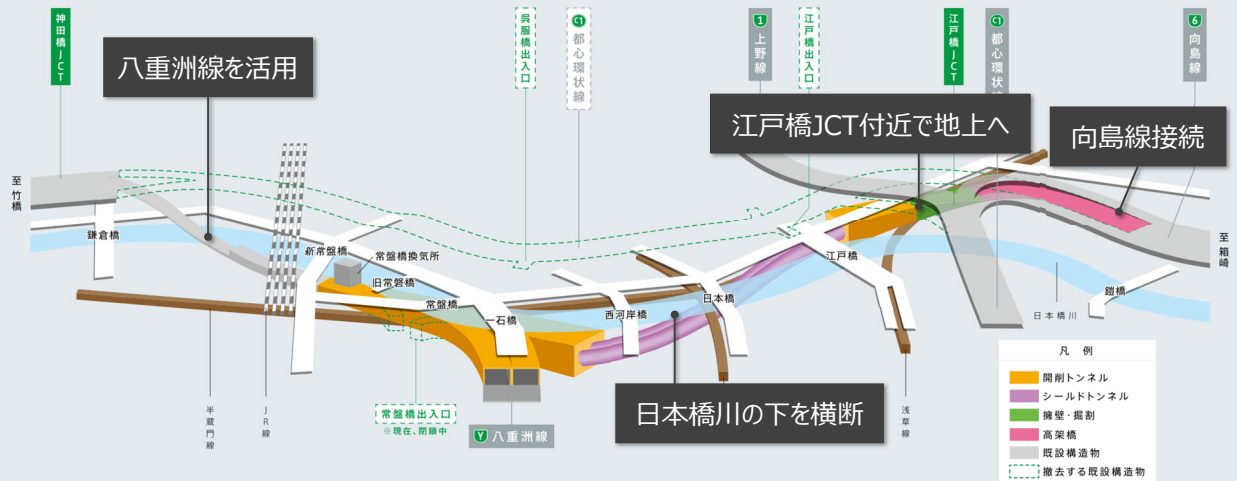 神田橋JCT
八重洲線を活用
呉服橋出入口
C1 都心環状線
1 上野線
江戸橋出入口
江戸橋JCT
C1 都心環状線
6 向島線
江戸橋JCT付近で地上へ
向島線接続
至 竹橋
鎌倉橋
新常盤橋
常盤橋換気所
旧常磐橋
常盤橋
一石橋
西河岸橋
日本橋
江戸橋
鎧橋
至 箱崎
日本橋川
日本橋川の下を横断
半蔵門線
JR線
常盤橋出入口
※現在、閉鎖中
Y 八重洲線
浅草線
凡 例
開削トンネル
シールドトンネル
擁壁・掘割
高架橋
既設構造物
撤去する既設構造物